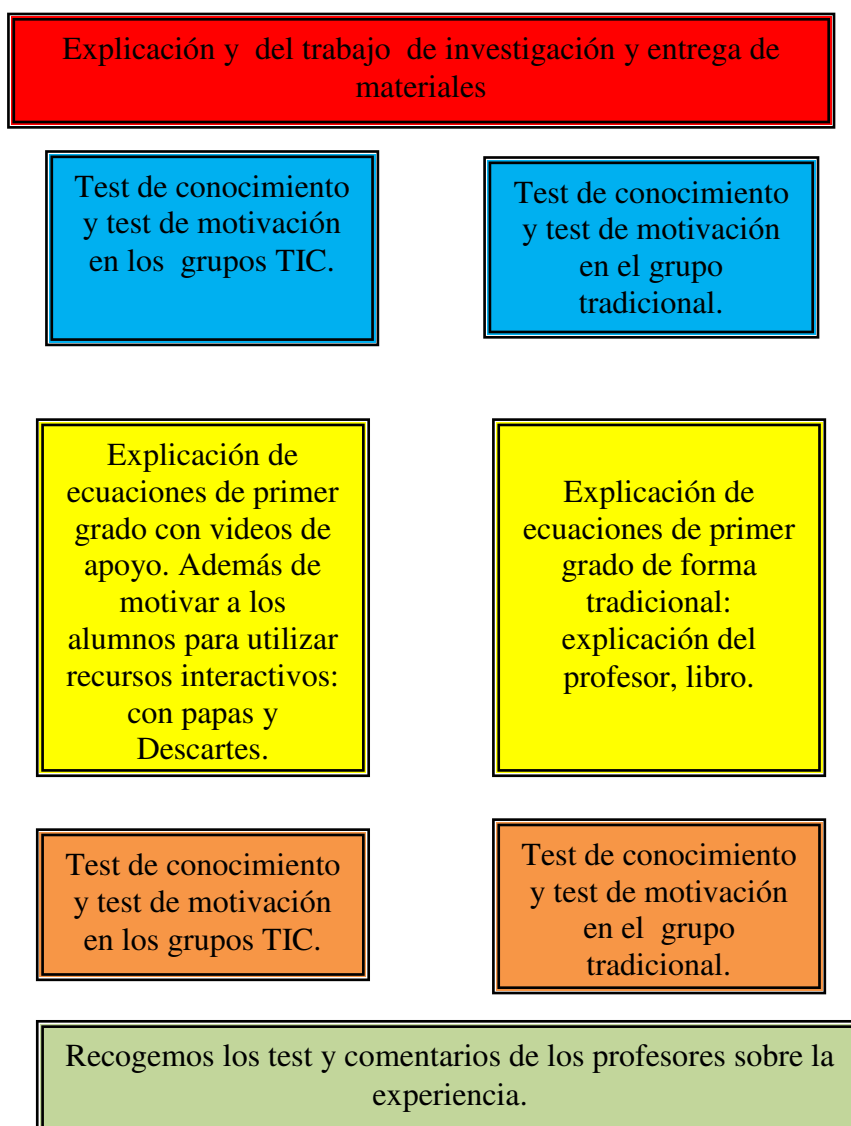 Explicación y  del trabajo  de investigación y entrega de
materiales
Test de conocimiento
y test de motivación
en los  grupos TIC.
Test de conocimiento
y test de motivación
en el grupo
tradicional.
Explicación de
ecuaciones de primer
grado con videos de
apoyo. Además de
motivar a los
alumnos para utilizar
recursos interactivos:
con papas y
Descartes.
Explicación de
ecuaciones de primer
grado de forma
tradicional:
explicación del
profesor, libro.
Test de conocimiento
y test de motivación
en los grupos TIC.
Test de conocimiento
y test de motivación
en el  grupo
tradicional.
Recogemos los test y comentarios de los profesores sobre la
experiencia.